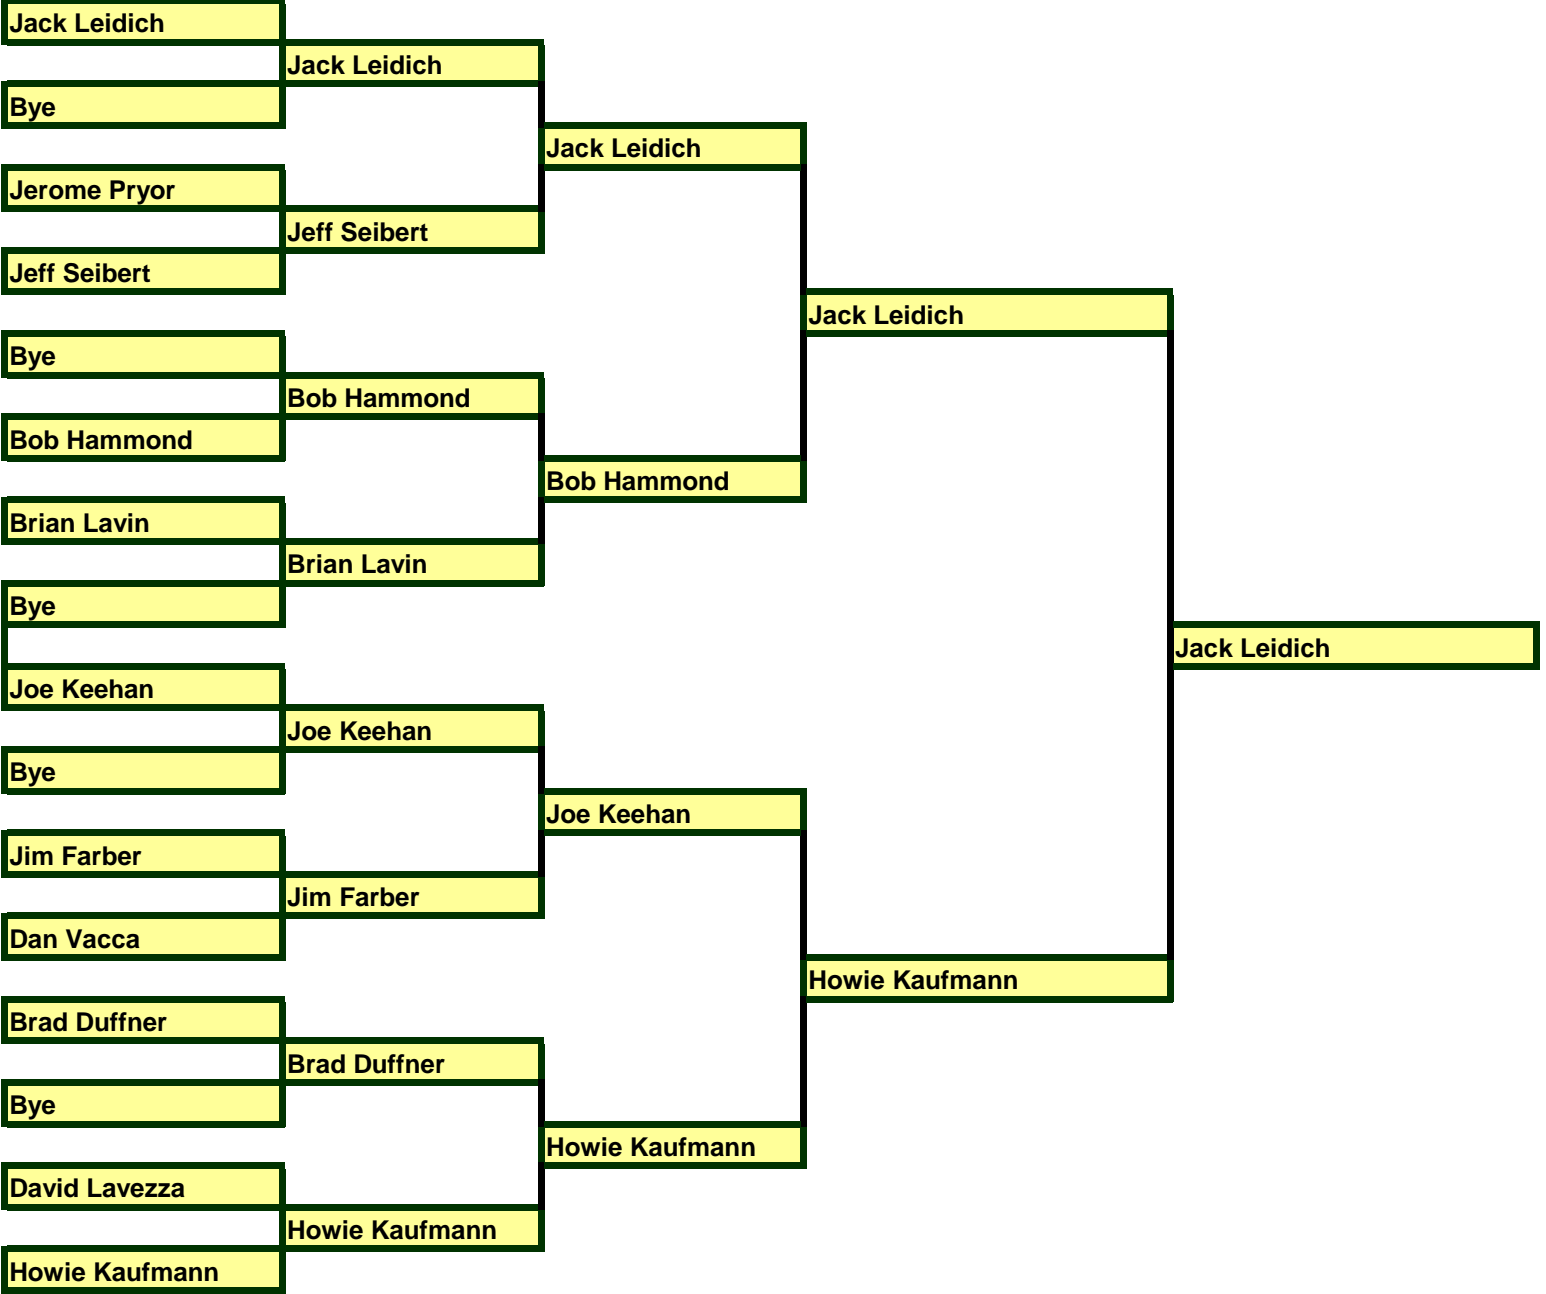 Jack Leidich
Jack Leidich
Bye
Jack Leidich
Jerome Pryor
Jeff Seibert
Jeff Seibert
Jack Leidich
Bye
Bob Hammond
Bob Hammond
Bob Hammond
Brian Lavin
Brian Lavin
Bye
Jack Leidich
Joe Keehan
Joe Keehan
Bye
Joe Keehan
Jim Farber
Jim Farber
Dan Vacca
Howie Kaufmann
Brad Duffner
Brad Duffner
Bye
Howie Kaufmann
David Lavezza
Howie Kaufmann
Howie Kaufmann